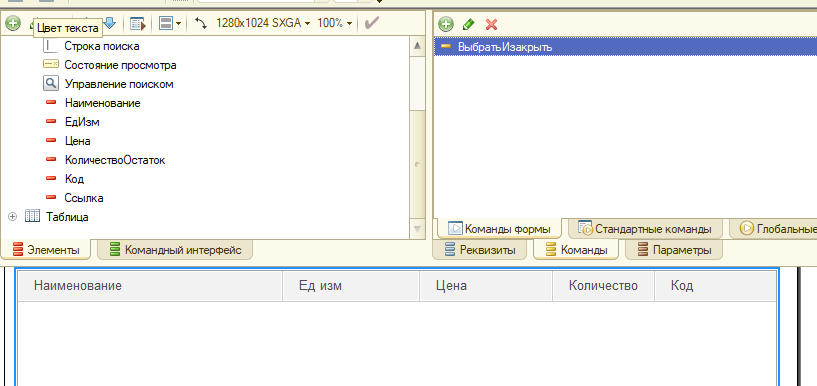 1280x1024 SXGA 100%
Цвет текста
Строка поиска
Состояние просмотра
Управление поиском
Наименование
ЕдИзм
Цена
КоличествоОстаток
Код
Ссылка
Таблица
Элементы Командный интерфейс
ВыбратьИзакрыть
Команды формы Стандартные команды Глобальные
Реквизиты Команды Параметры
Наименование Ед изм Цена Количество Код